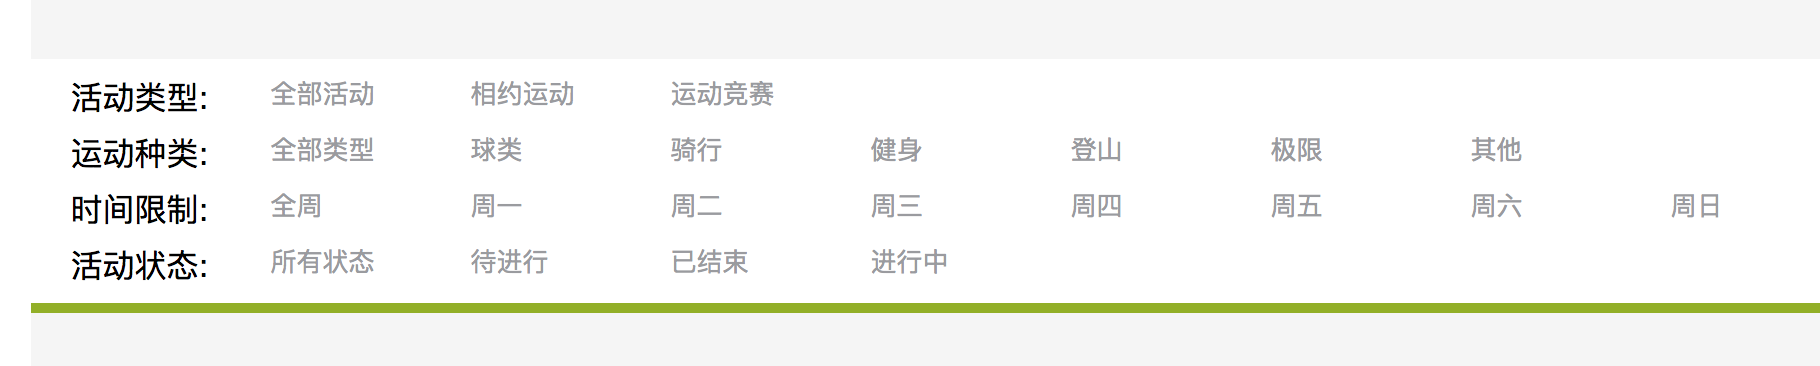 活动类型: 全部活动 相约运动 运动竞赛
运动种类: 全部类型 球类 骑行 健身 登山 极限 其他
时间限制: 全周 周一 周二 周三 周四 周五 周六 周日
活动状态: 所有状态 待进行 已结束 进行中